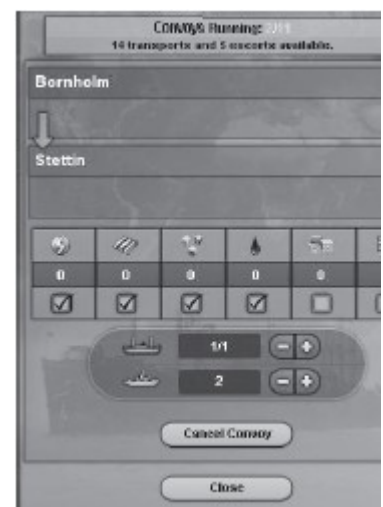 Convoys Running:
14 transports and 5 escorts available.
Bornholm
Stettin
0 0 0 0 0
1/1
2
Cancel Convoy
Close